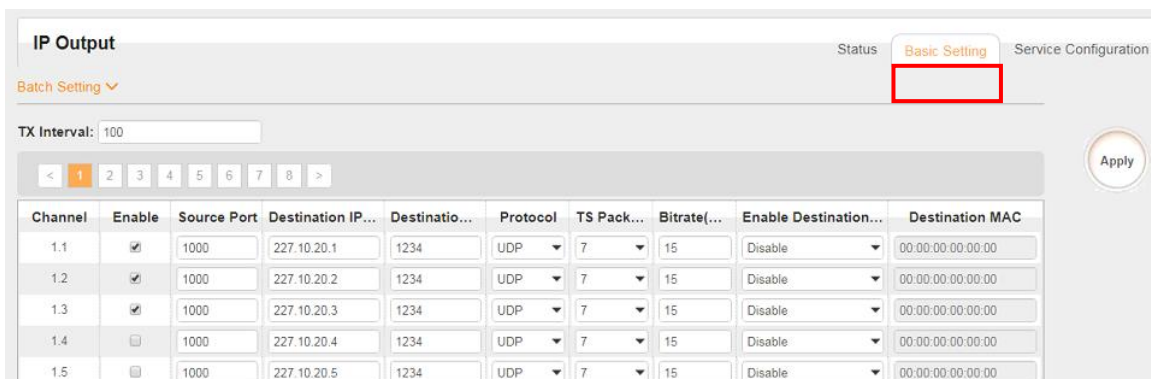 IP Output
Status Basic Setting Service Configuration
Batch Setting
TX Interval: 100
Apply
< 1 2 3 4 5 6 7 8 >
Channel Enable Source Port Destination IP... Destinatio... Protocol TS Pack... Bitrate(... Enable Destination... Destination MAC
1.1 1000 227.10.20.1 1234 UDP 7 15 Disable 00:00:00:00:00:00
1.2 1000 227.10.20.2 1234 UDP 7 15 Disable 00:00:00:00:00:00
1.3 1000 227.10.20.3 1234 UDP 7 15 Disable 00:00:00:00:00:00
1.4 1000 227.10.20.4 1234 UDP 7 15 Disable 00:00:00:00:00:00
1.5 1000 227.10.20.5 1234 UDP 7 15 Disable 00:00:00:00:00:00